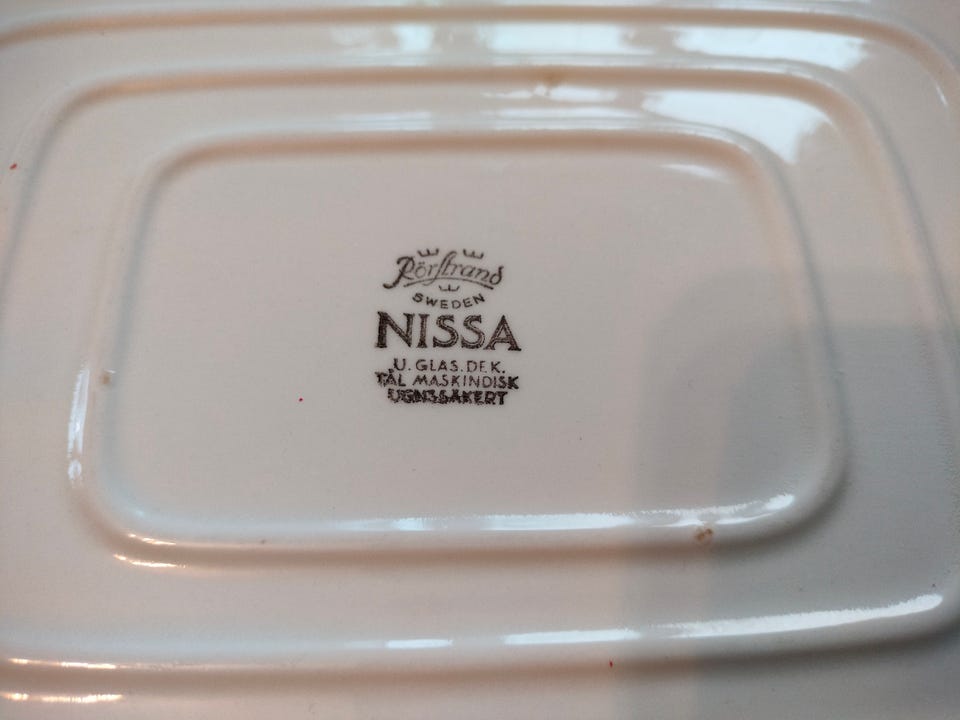 Rörstrand
SWEDEN
NISSA
U. GLAS. DEK.
TÅL MASKINDISK
UGNSSÄKERT